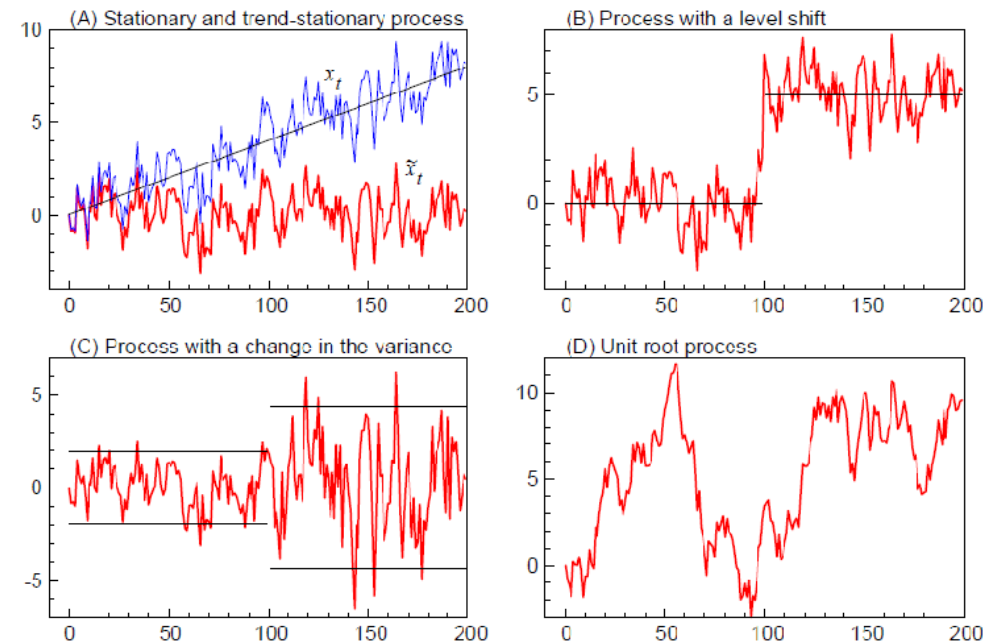 (A) Stationary and trend-stationary process
10
5
0
x_t
x̃_t
0 50 100 150 200
(B) Process with a level shift
5
0
0 50 100 150 200
(C) Process with a change in the variance
5
0
-5
0 50 100 150 200
(D) Unit root process
10
5
0
0 50 100 150 200